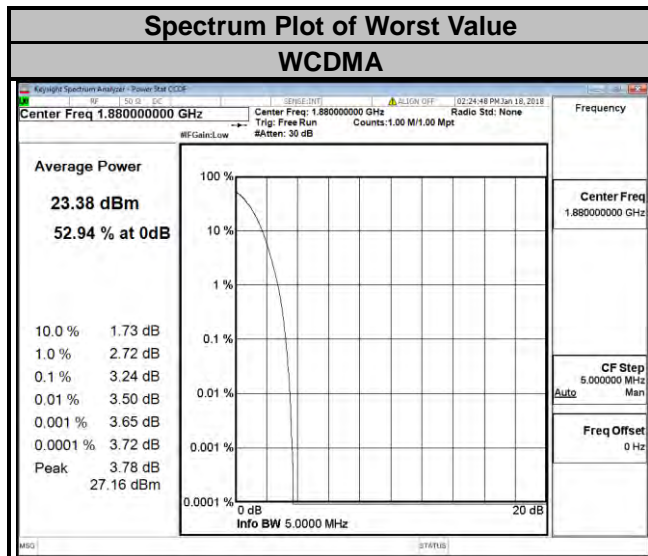 Spectrum Plot of Worst Value
WCDMA
Keysight Spectrum Analyzer - Power Stat CCDF
RF 50 Ω DC SENSE:INT ALIGN OFF 02:24:48 PM Jan 18, 2018
Center Freq 1.880000000 GHz
Center Freq: 1.880000000 GHz Radio Std: None
Trig: Free Run Counts:1.00 M/1.00 Mpt
#IFGain:Low #Atten: 30 dB
Frequency
Average Power
23.38 dBm
52.94 % at 0dB
10.0 % 1.73 dB
1.0 % 2.72 dB
0.1 % 3.24 dB
0.01 % 3.50 dB
0.001 % 3.65 dB
0.0001 % 3.72 dB
Peak 3.78 dB
27.16 dBm
100 %
10 %
1 %
0.1 %
0.01 %
0.001 %
0.0001 %
0 dB 20 dB
Info BW 5.0000 MHz
Center Freq
1.880000000 GHz
CF Step
5.000000 MHz
Auto Man
Freq Offset
0 Hz
MSG STATUS